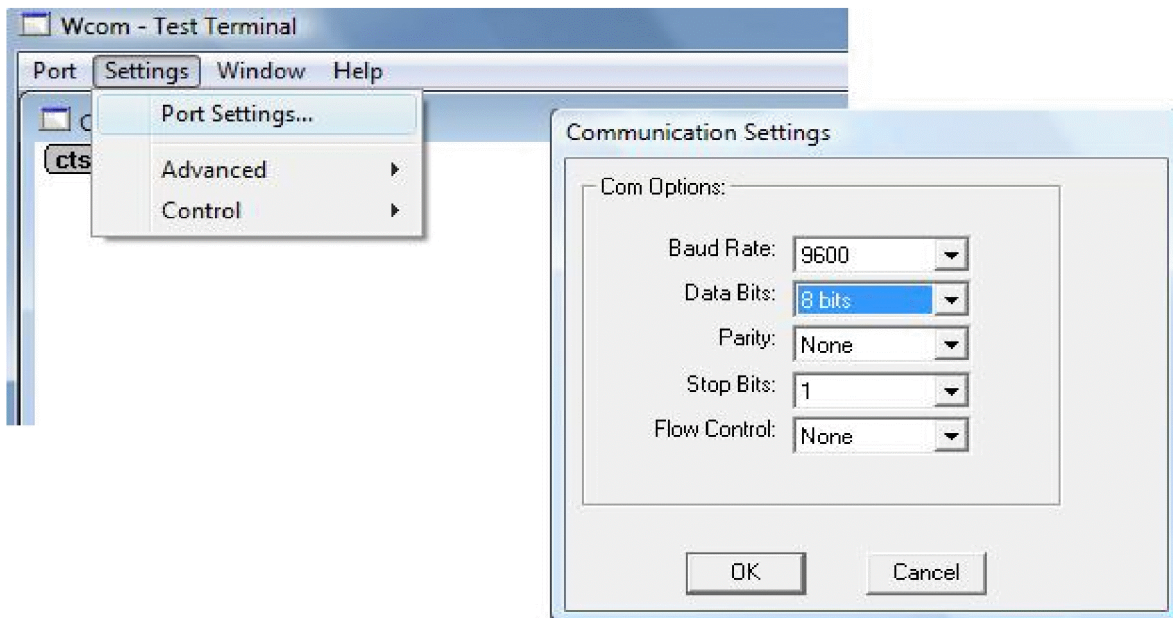 Wcom - Test Terminal
Port Settings Window Help
Port Settings...
cts
Advanced
Control
Communication Settings
Com Options:
Baud Rate: 9600
Data Bits: 8 bits
Parity: None
Stop Bits: 1
Flow Control: None
OK Cancel